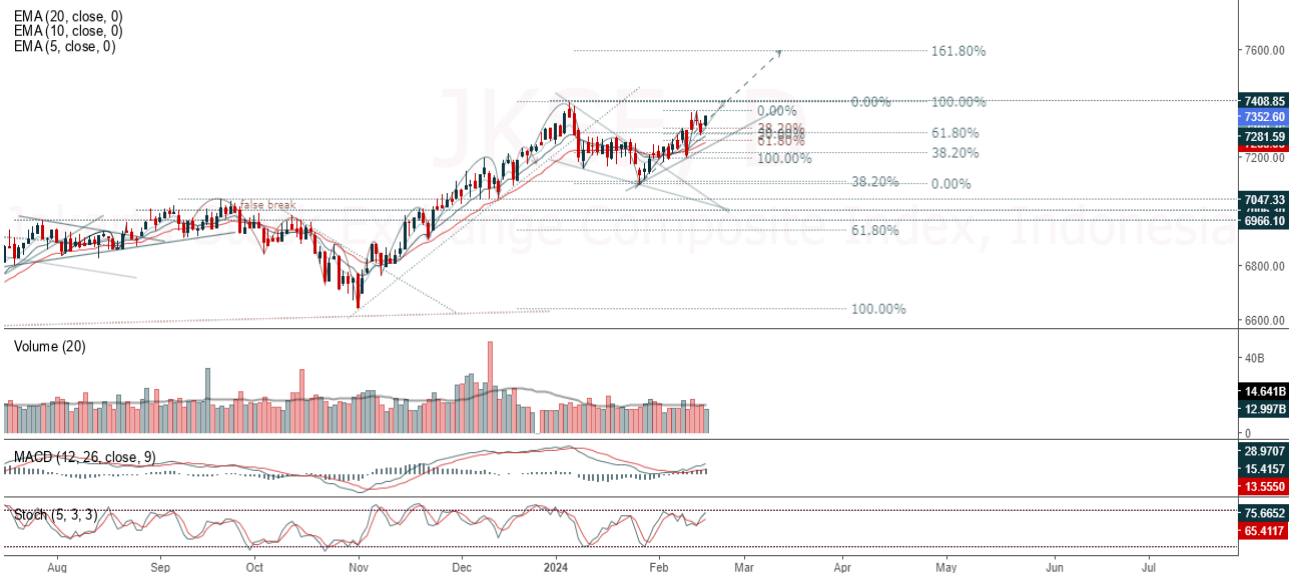 EMA (20, close, 0)
EMA (10, close, 0)
EMA (5, close, 0)
7600.00
161.80%
0.00%
100.00%
7408.85
0.00%
7352.60
38.20%
61.80%
7281.59
61.80%
38.20%
100.00%
7200.00
38.20%
0.00%
false break
7047.33
6966.10
61.80%
6800.00
100.00%
6600.00
Volume (20)
40B
14.641B
12.997B
0
MACD (12, 26, close, 9)
28.9707
15.4157
13.5550
Stoch (5, 3, 3)
75.6652
65.4117
Aug Sep Oct Nov Dec 2024 Feb Mar Apr May Jun Jul